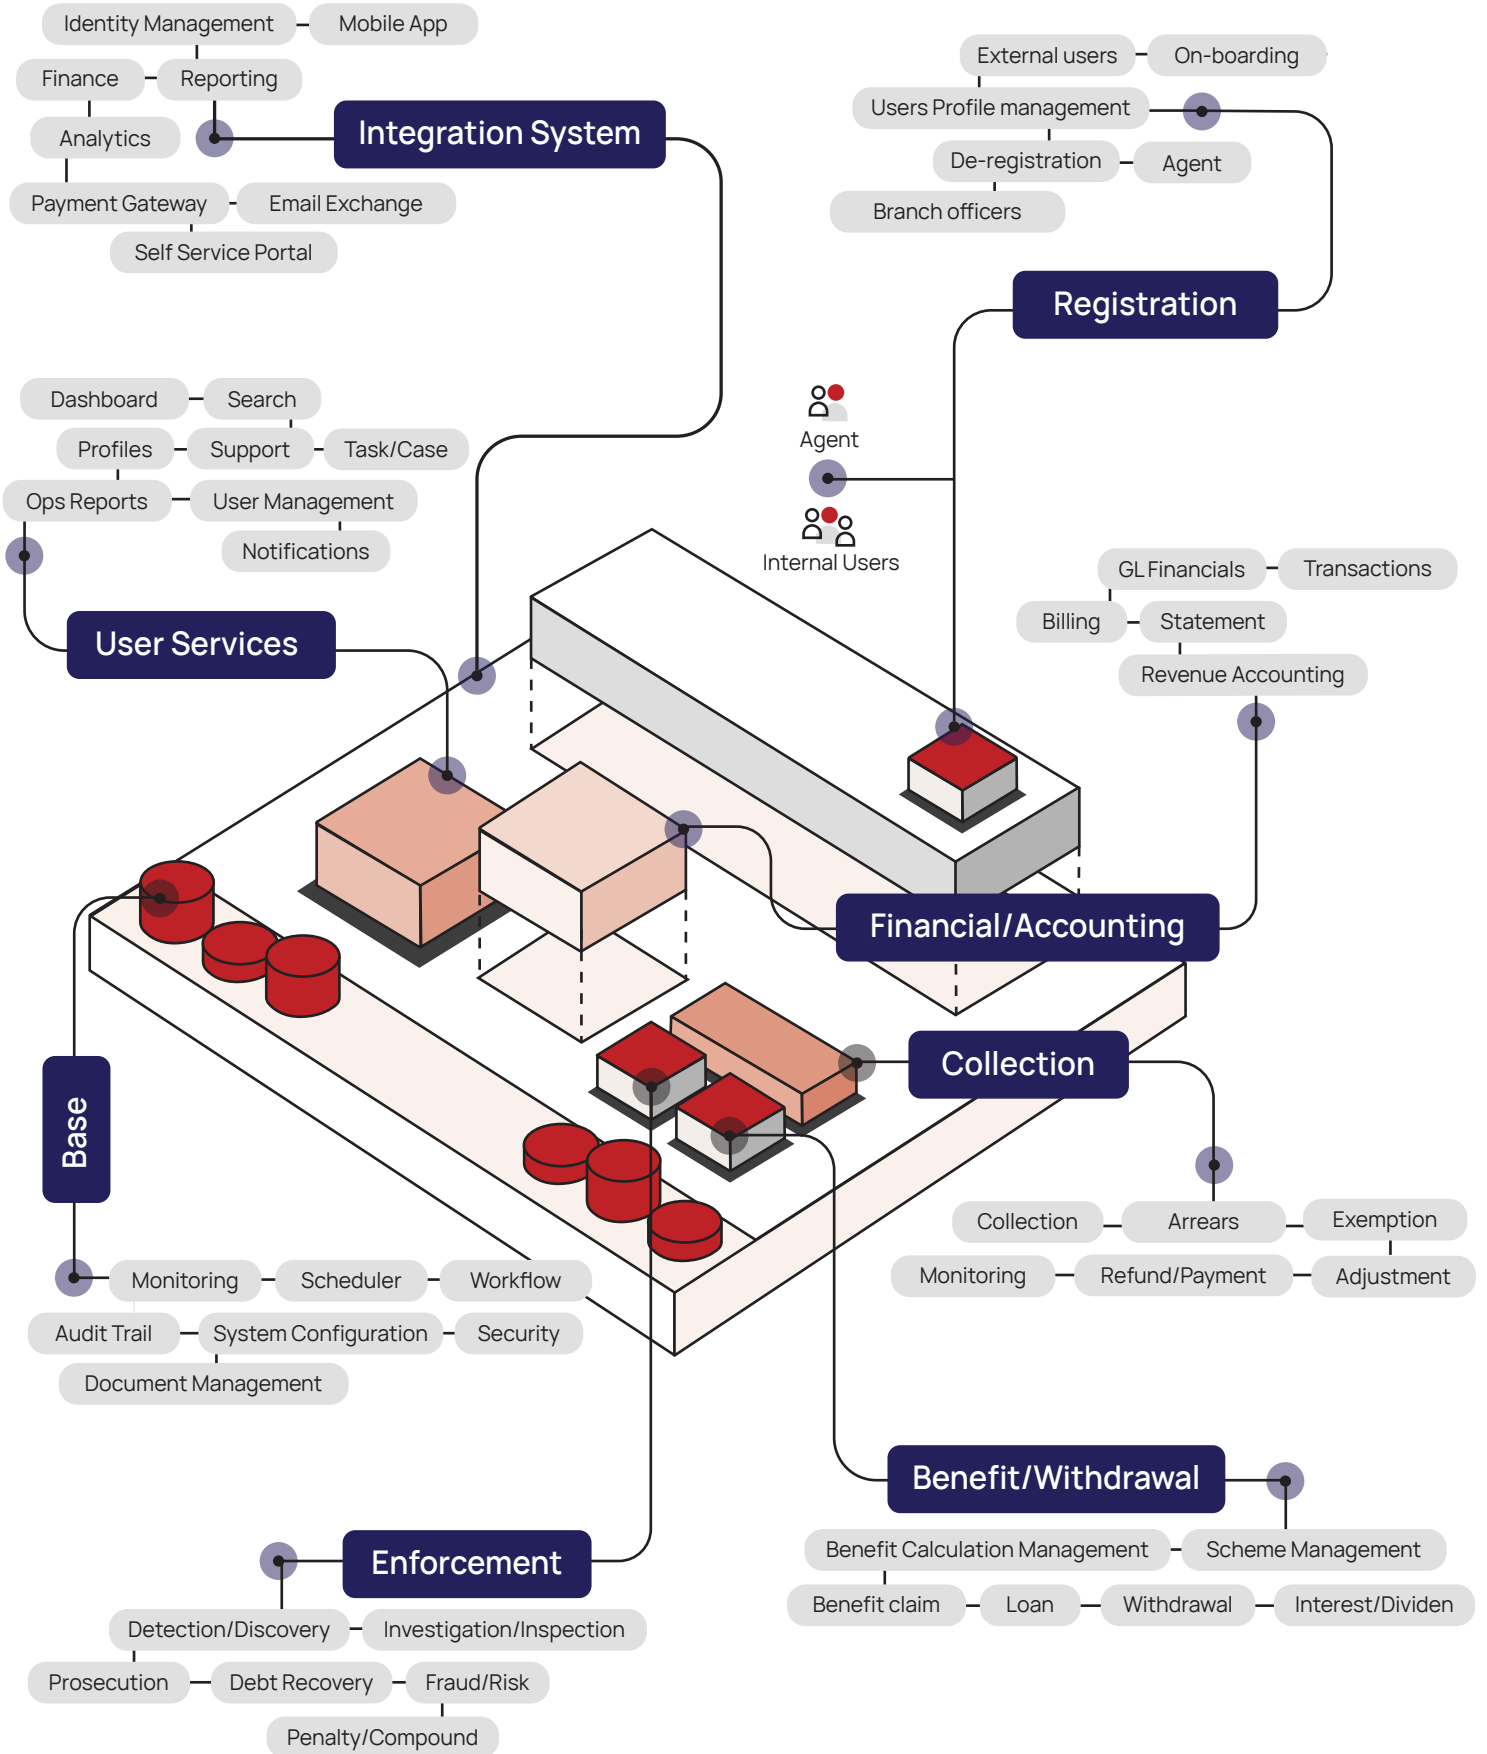 Identity Management
Mobile App
Finance
Reporting
Analytics
Payment Gateway
Email Exchange
Self Service Portal
Integration System
External users
On-boarding
Users Profile management
De-registration
Agent
Branch officers
Registration
Dashboard
Search
Profiles
Support
Task/Case
Ops Reports
User Management
Notifications
User Services
Agent
Internal Users
GL Financials
Transactions
Billing
Statement
Revenue Accounting
Financial/Accounting
Collection
Collection
Arrears
Exemption
Monitoring
Refund/Payment
Adjustment
Base
Monitoring
Scheduler
Workflow
Audit Trail
System Configuration
Security
Document Management
Benefit/Withdrawal
Benefit Calculation Management
Scheme Management
Benefit claim
Loan
Withdrawal
Interest/Dividen
Enforcement
Detection/Discovery
Investigation/Inspection
Prosecution
Debt Recovery
Fraud/Risk
Penalty/Compound